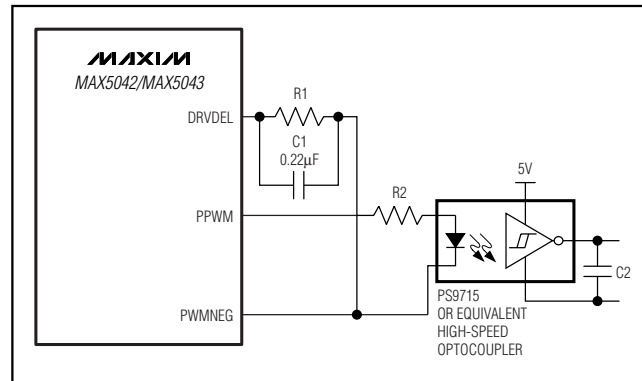 MAXIM
MAX5042/MAX5043
DRVDEL
R1
C1
0.22µF
PPWM
R2
5V
C2
PWMNEG
PS9715
OR EQUIVALENT
HIGH-SPEED
OPTOCOUPLER